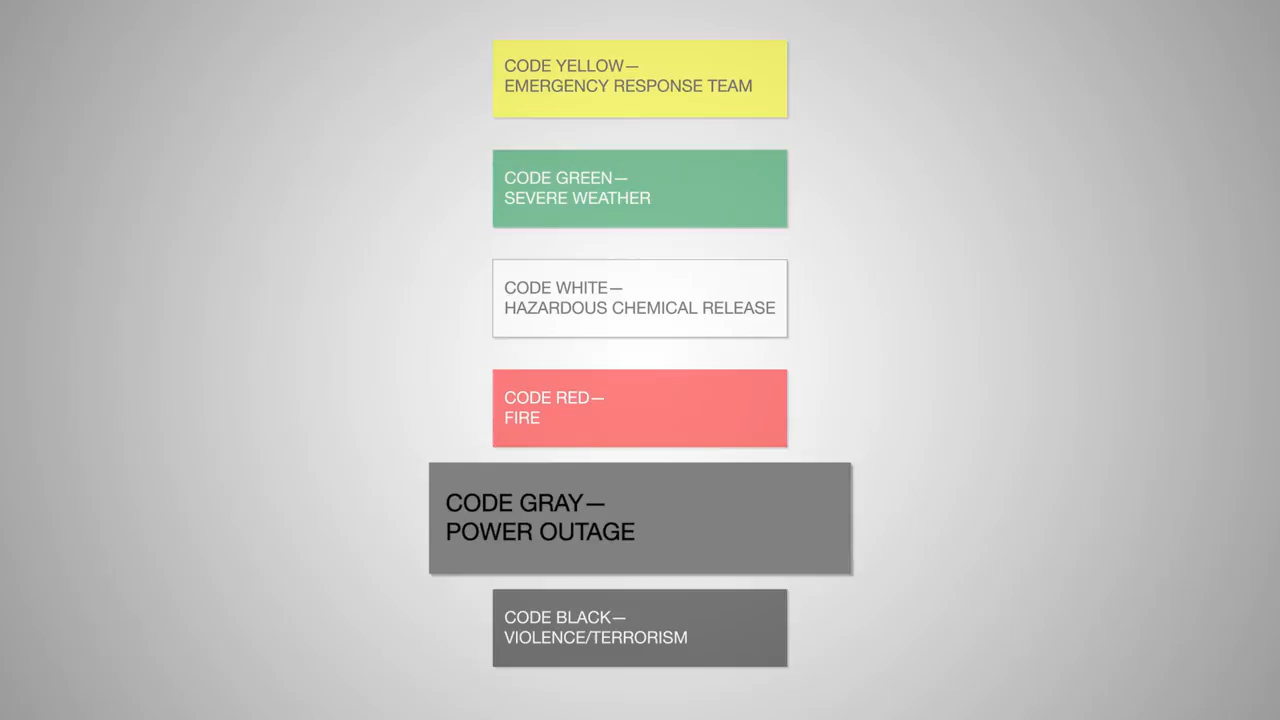 CODE YELLOW—
EMERGENCY RESPONSE TEAM
CODE GREEN—
SEVERE WEATHER
CODE WHITE—
HAZARDOUS CHEMICAL RELEASE
CODE RED—
FIRE
CODE GRAY—
POWER OUTAGE
CODE BLACK—
VIOLENCE/TERRORISM